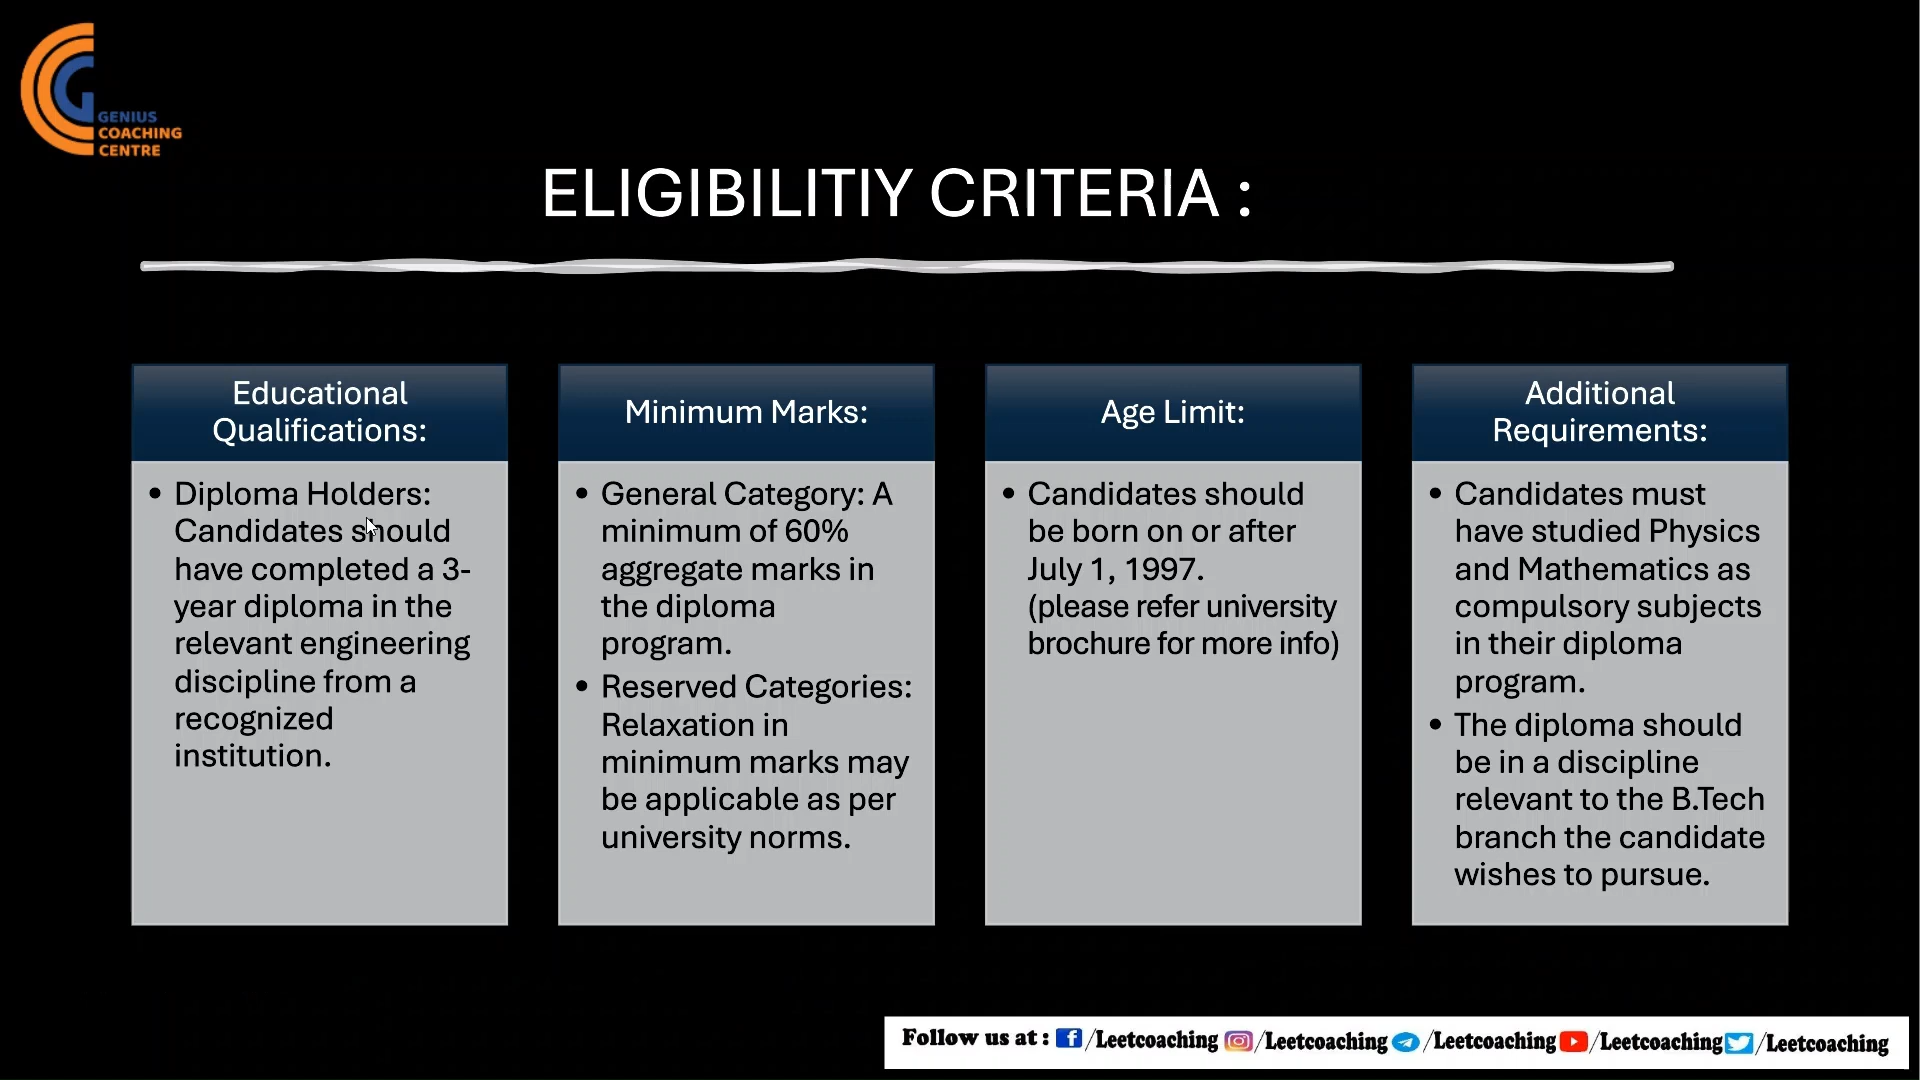 GENIUS
COACHING
CENTRE
ELIGIBILITIY CRITERIA :
Educational
Qualifications:
• Diploma Holders:
Candidates should
have completed a 3-
year diploma in the
relevant engineering
discipline from a
recognized
institution.
Minimum Marks:
• General Category: A
minimum of 60%
aggregate marks in
the diploma
program.
• Reserved Categories:
Relaxation in
minimum marks may
be applicable as per
university norms.
Age Limit:
• Candidates should
be born on or after
July 1, 1997.
(please refer university
brochure for more info)
Additional
Requirements:
• Candidates must
have studied Physics
and Mathematics as
compulsory subjects
in their diploma
program.
• The diploma should
be in a discipline
relevant to the B.Tech
branch the candidate
wishes to pursue.
Follow us at : /Leetcoaching /Leetcoaching /Leetcoaching /Leetcoaching /Leetcoaching